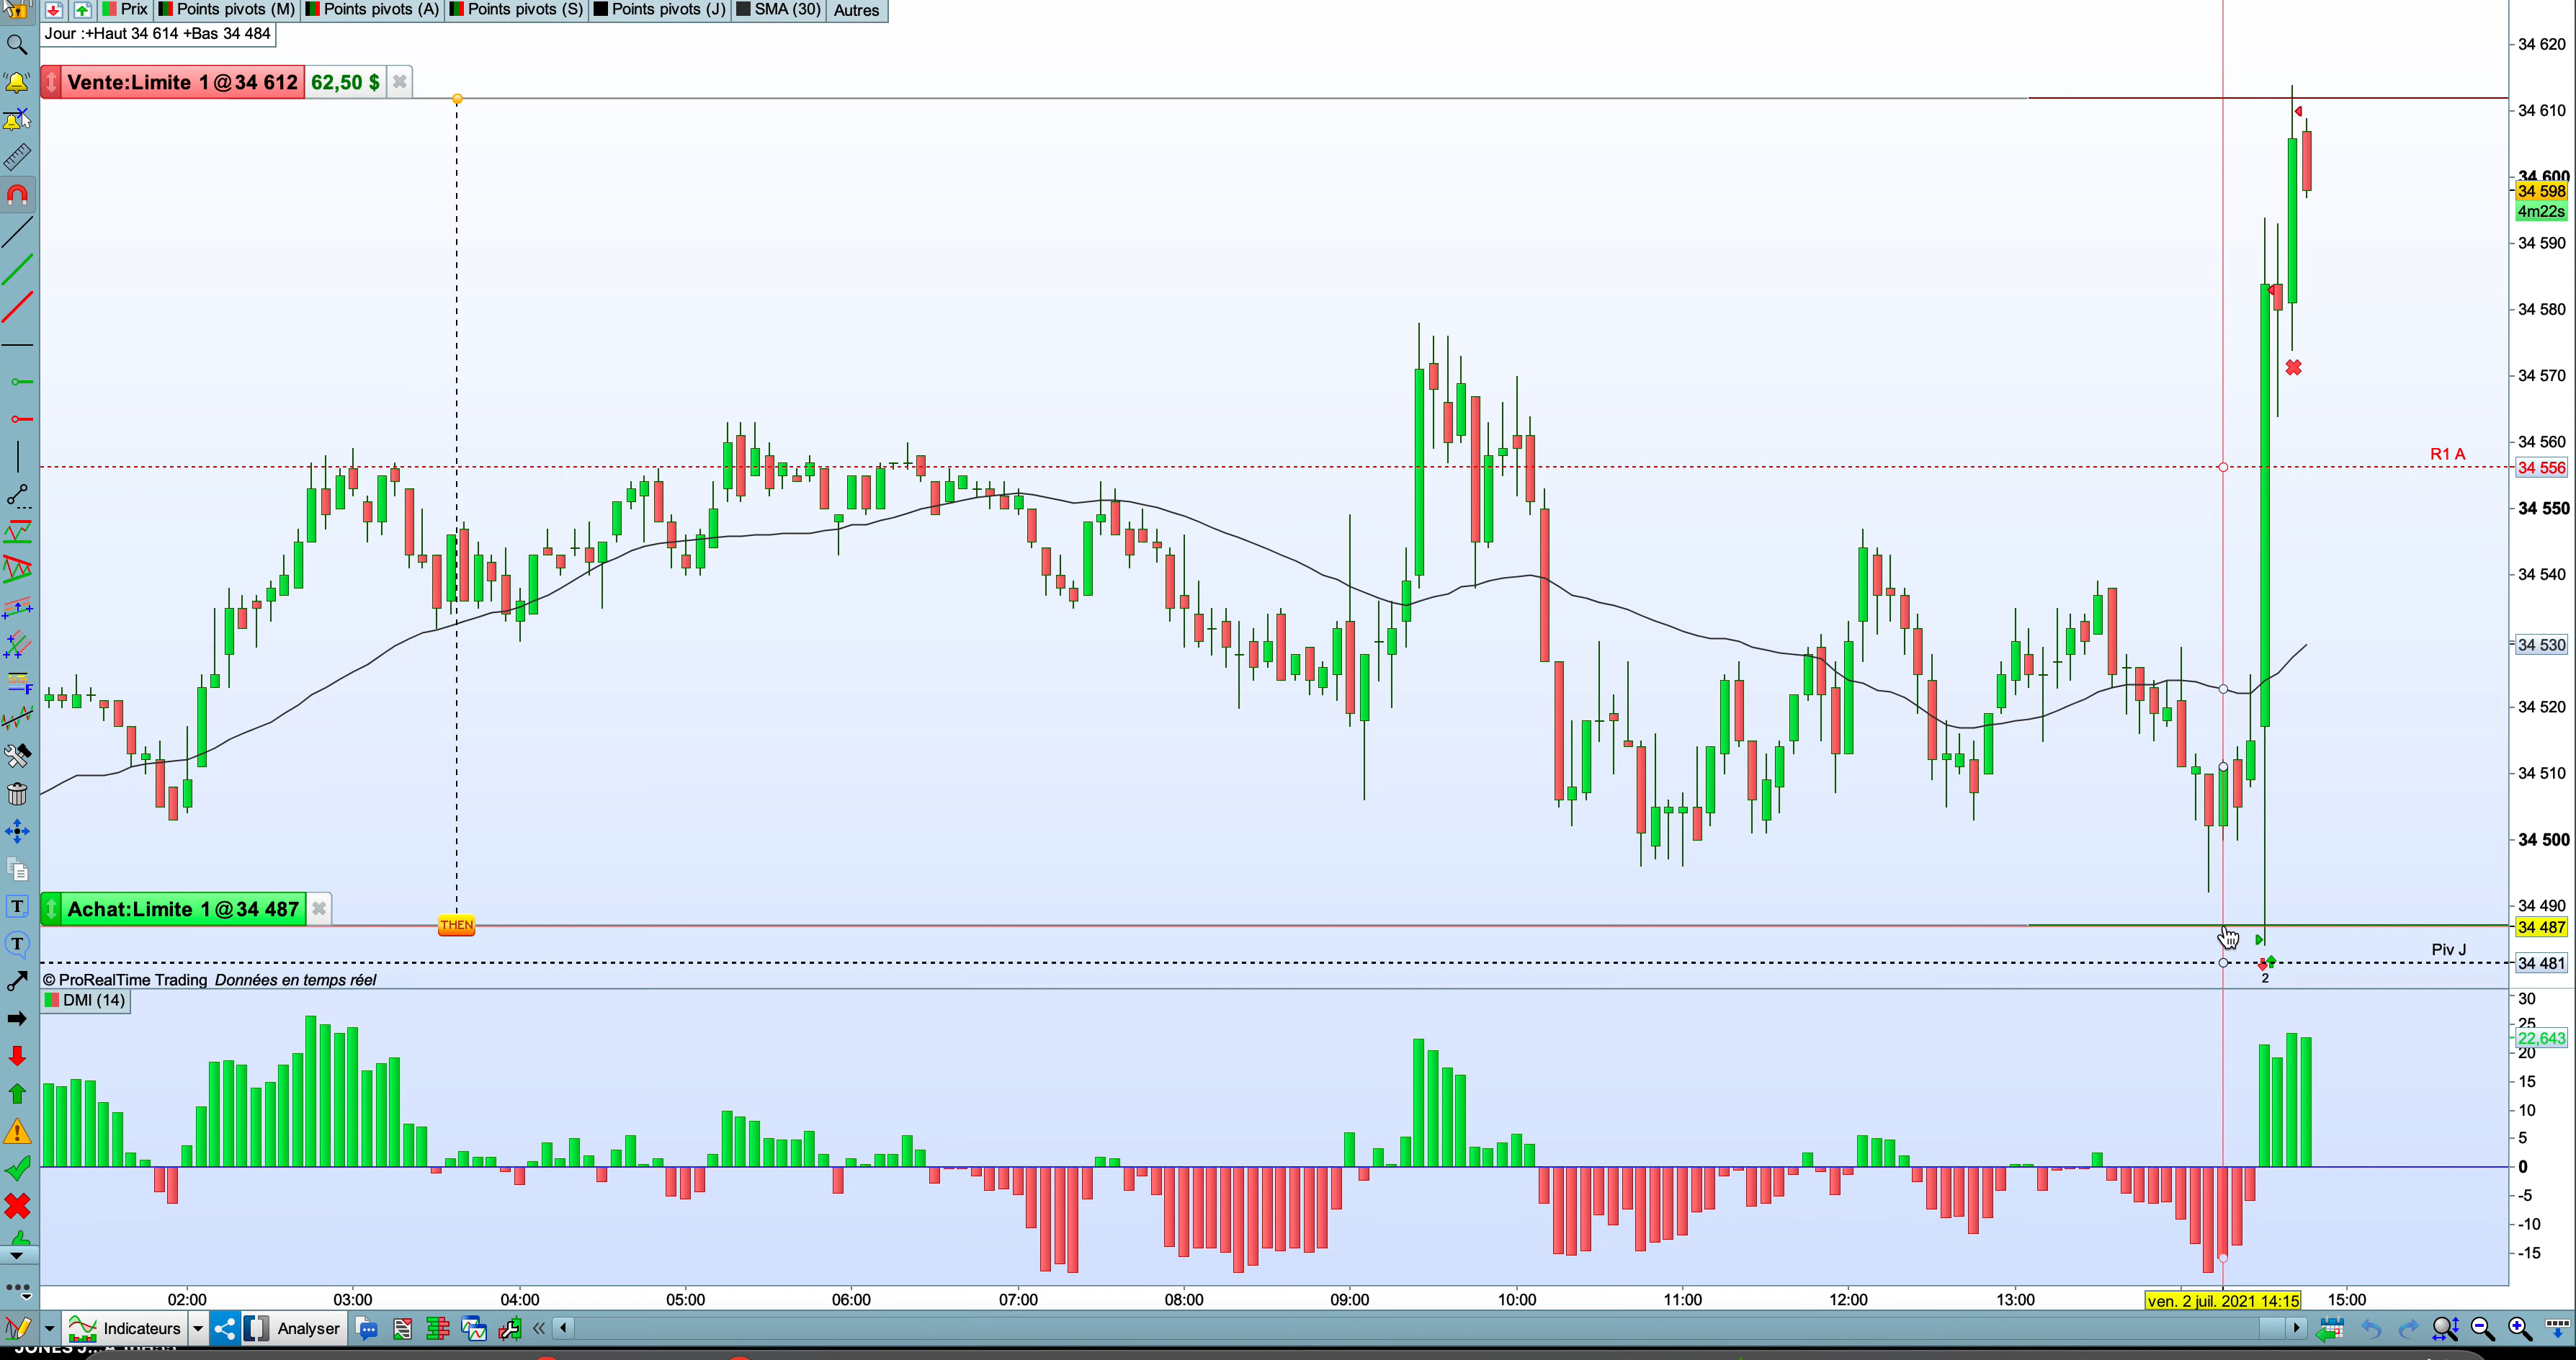 Prix Points pivots (M) Points pivots (A) Points pivots (S) Points pivots (J) SMA (30) Autres
Jour :+Haut 34 614 +Bas 34 484
Vente:Limite 1@34 612 62,50 $
34 620
34 610
34 600
34 598
4m22s
34 590
34 580
34 570
34 560
R1 A
34 556
34 550
34 540
34 530
34 520
34 510
34 500
34 490
Achat:Limite 1@34 487
THEN
34 487
Piv J
34 481
2
© ProRealTime Trading Données en temps réel
DMI (14)
30
25
22,643
20
15
10
5
0
-5
-10
-15
02:00 03:00 04:00 05:00 06:00 07:00 08:00 09:00 10:00 11:00 12:00 13:00 ven. 2 juil. 2021 14:15 15:00
Indicateurs Analyser